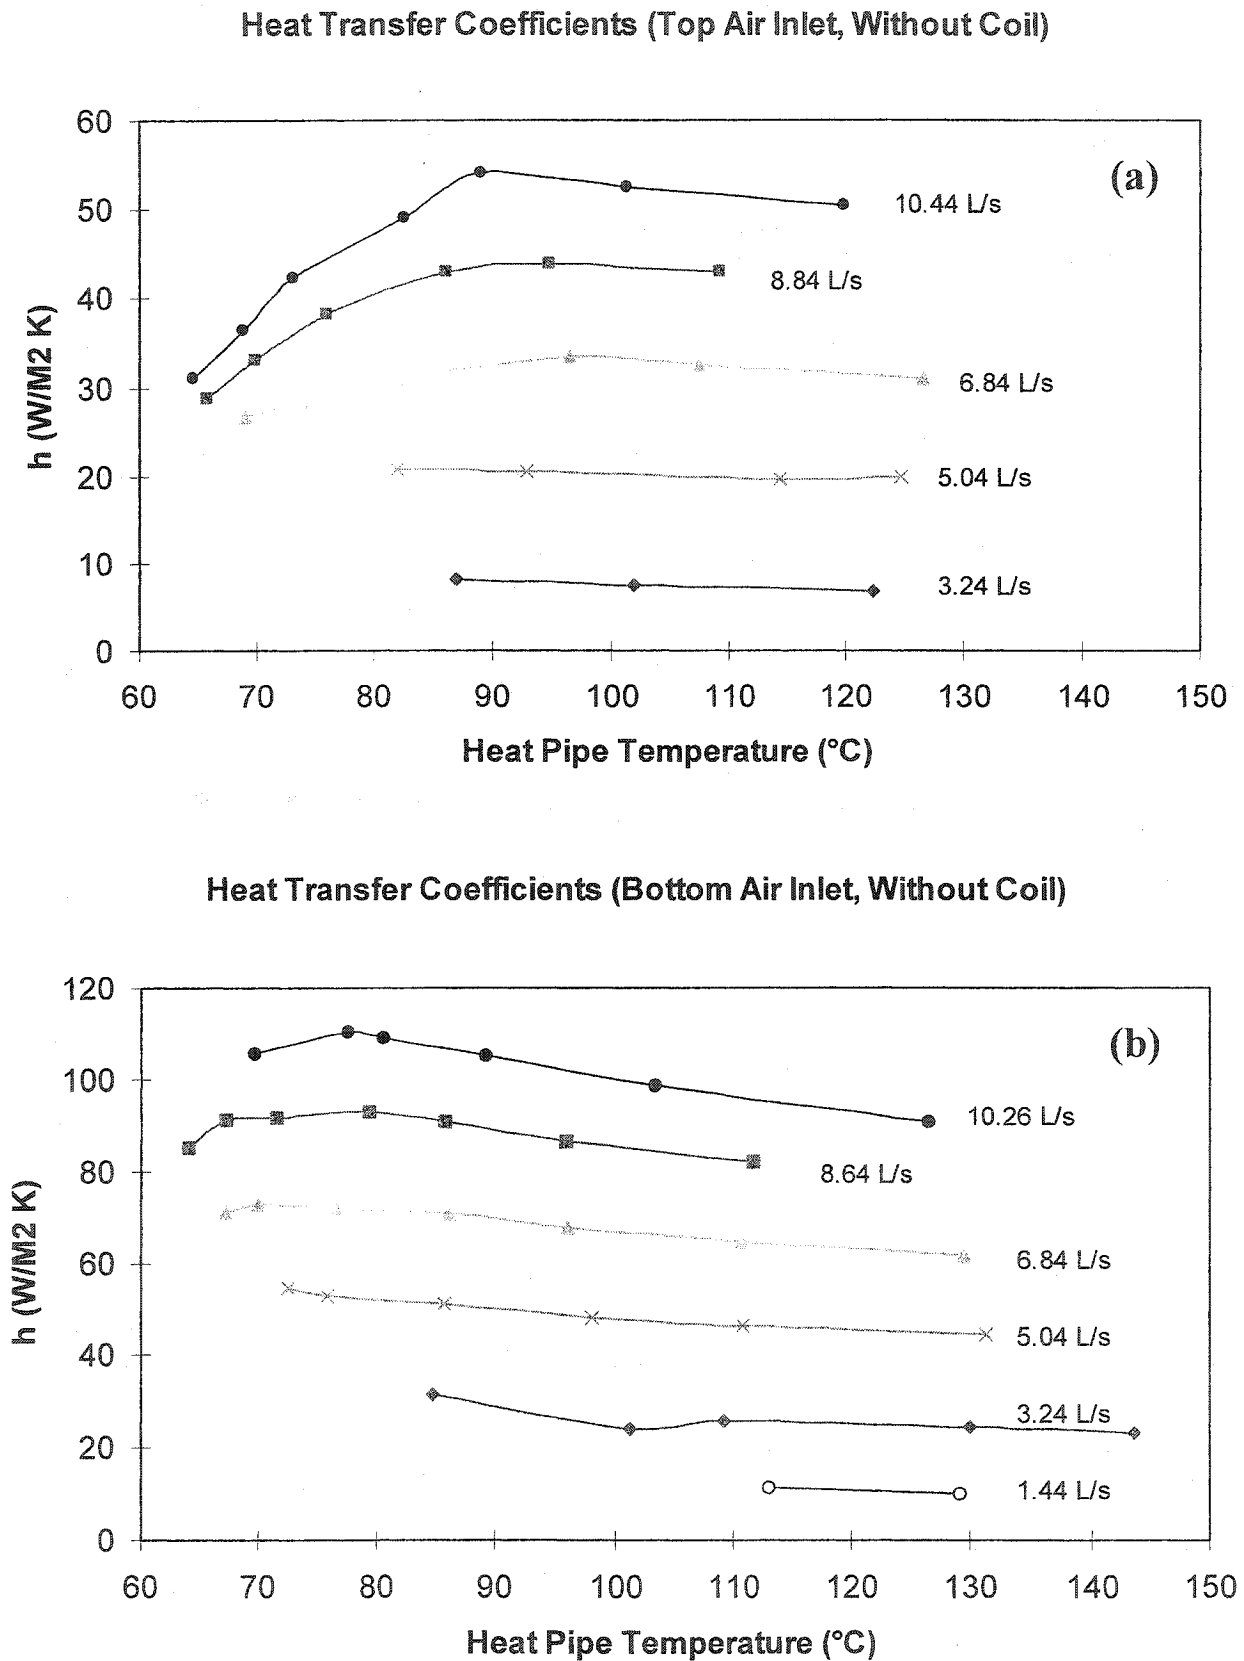 Heat Transfer Coefficients (Top Air Inlet, Without Coil)
60
(a)
50
10.44 L/s
40
8.84 L/s
h (W/M2 K)
30
6.84 L/s
20
5.04 L/s
10
3.24 L/s
0
60 70 80 90 100 110 120 130 140 150
Heat Pipe Temperature (°C)
Heat Transfer Coefficients (Bottom Air Inlet, Without Coil)
120
(b)
100
10.26 L/s
80
8.64 L/s
h (W/M2 K)
60
6.84 L/s
5.04 L/s
40
3.24 L/s
20
1.44 L/s
0
60 70 80 90 100 110 120 130 140 150
Heat Pipe Temperature (°C)